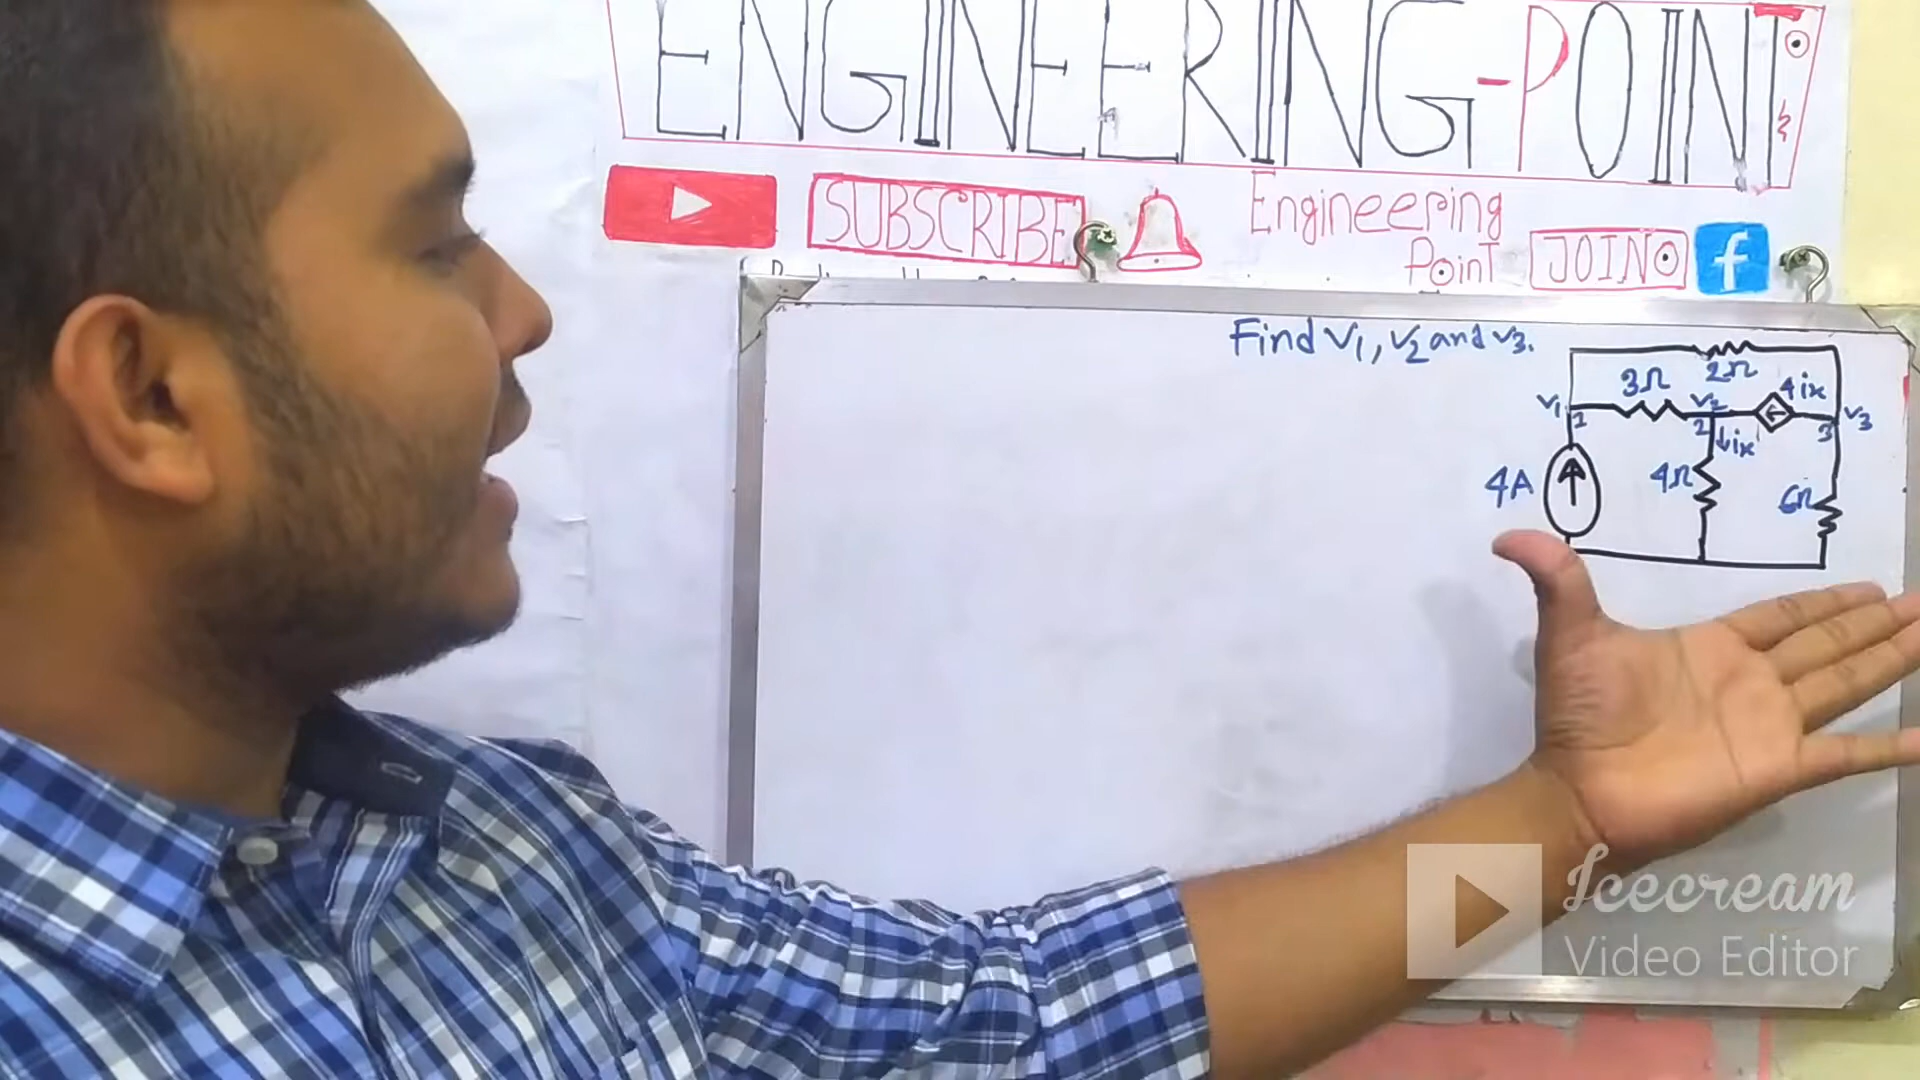 ENGINEERING-POINT
SUBSCRIBE
Engineering
Point
JOIN
f
Find V1, V2 and V3.
2Ω
3Ω
4ix
V1
V2
V3
1
2
3
↓ix
4A
4Ω
6Ω
Icecream
Video Editor